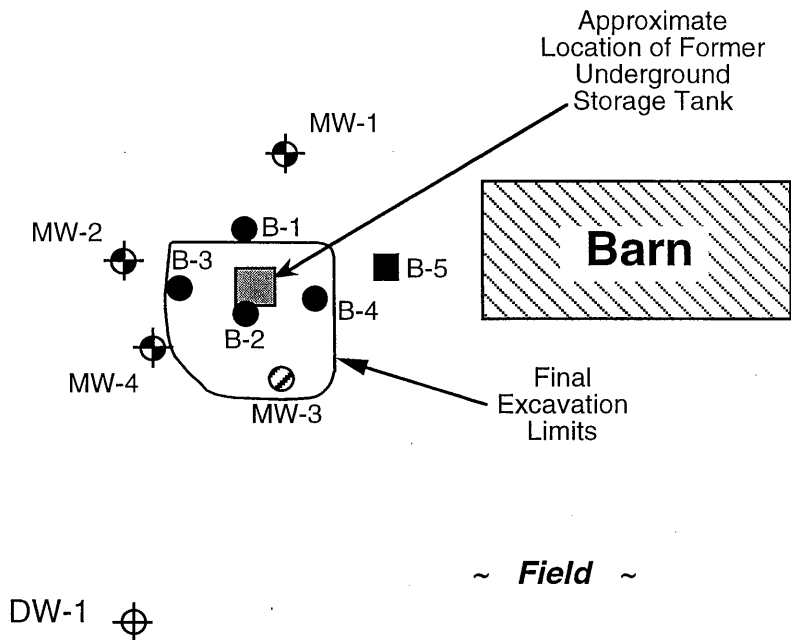 Approximate
Location of Former
Underground
Storage Tank
MW-1
B-1
MW-2
B-3
B-5
Barn
B-4
B-2
MW-4
MW-3
Final
Excavation
Limits
~ Field ~
DW-1